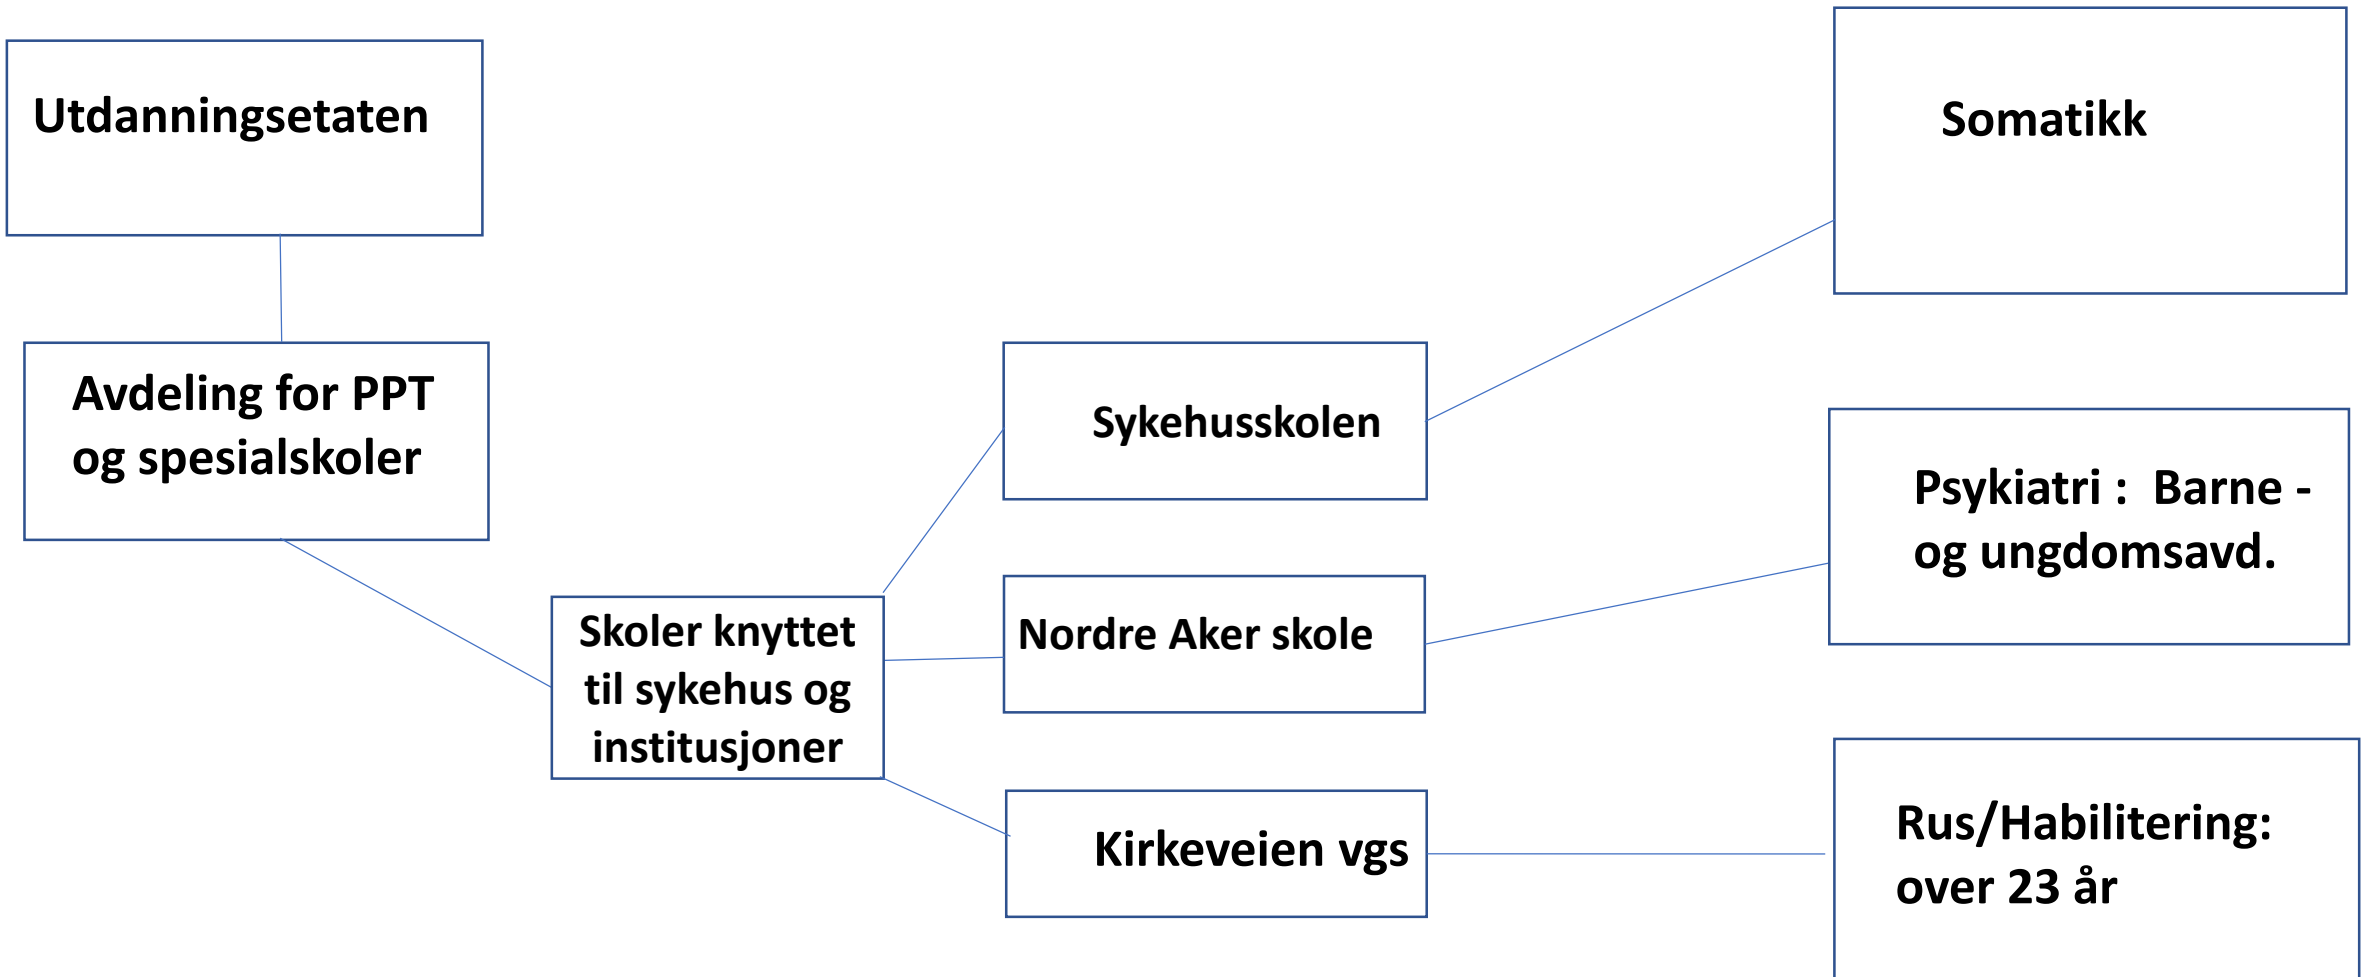 Utdanningsetaten
Avdeling for PPT
og spesialskoler
Skoler knyttet
til sykehus og
institusjoner
Sykehusskolen
Nordre Aker skole
Kirkeveien vgs
Somatikk
Psykiatri :  Barne -
og ungdomsavd.
Rus/Habilitering:
over 23 år